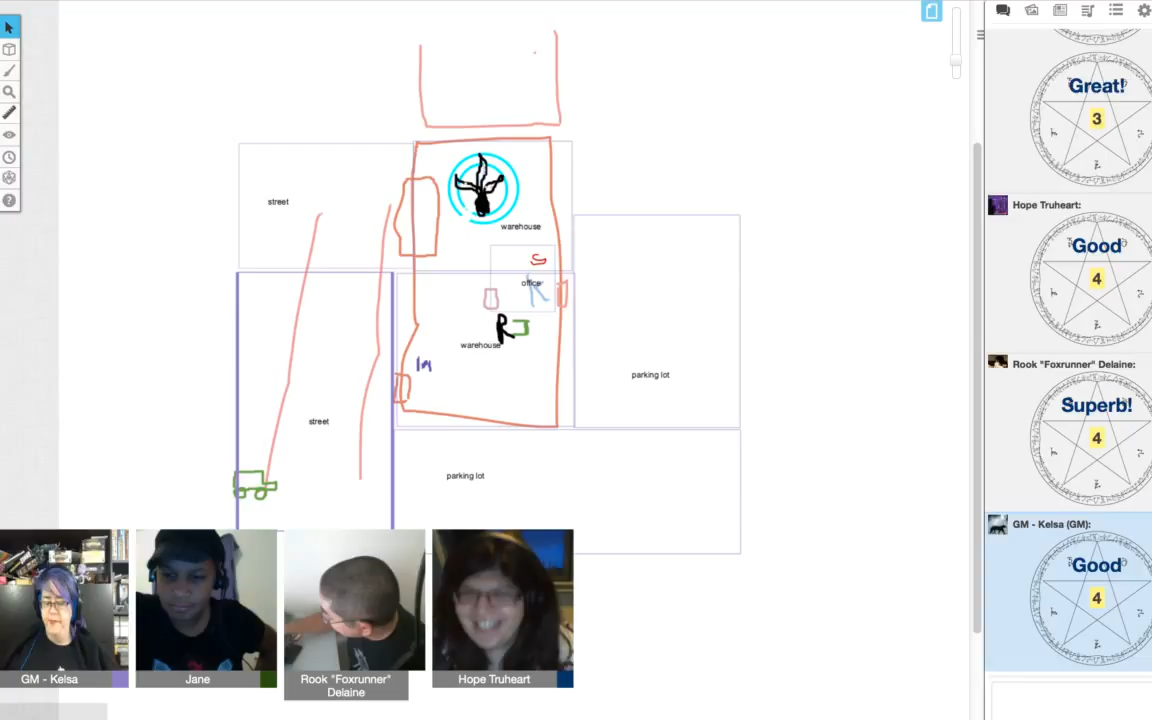 Great!
3
Hope Truheart:
Good
4
Rook "Foxrunner" Delaine:
Superb!
4
GM - Kelsa (GM):
Good
4
street
warehouse
S
office
R
warehouse
parking lot
street
parking lot
GM - Kelsa
Jane
Rook "Foxrunner"
Delaine
Hope Truheart